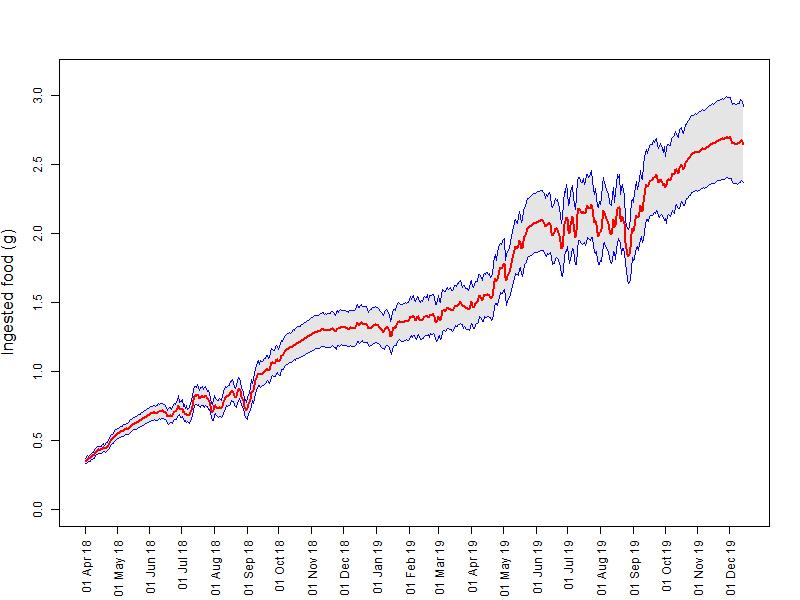 Ingested food (g)
3.0
2.5
2.0
1.5
1.0
0.5
0.0
01 Apr 18
01 May 18
01 Jun 18
01 Jul 18
01 Aug 18
01 Sep 18
01 Oct 18
01 Nov 18
01 Dec 18
01 Jan 19
01 Feb 19
01 Mar 19
01 Apr 19
01 May 19
01 Jun 19
01 Jul 19
01 Aug 19
01 Sep 19
01 Oct 19
01 Nov 19
01 Dec 19